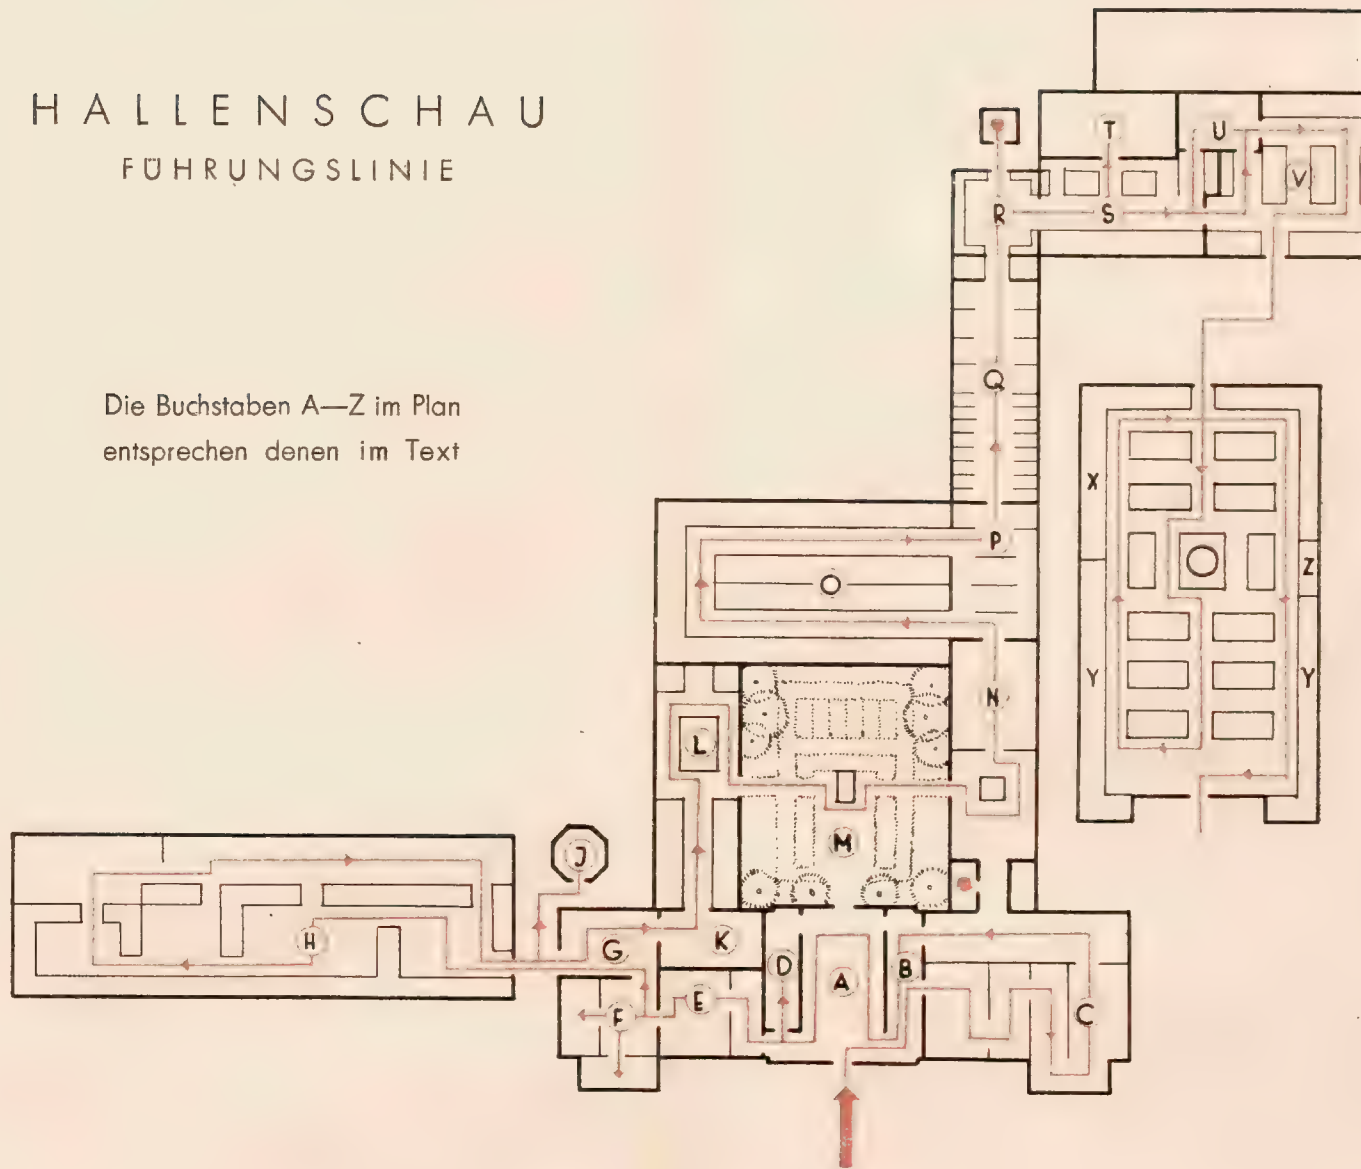 HALLENSCHAU
FÜHRUNGSLINIE
Die Buchstaben A—Z im Plan
entsprechen denen im Text
T
U
V
R
S
Q
X
P
Z
O
Y
Y
N
L
M
J
H
G
K
D
A
B
E
F
C